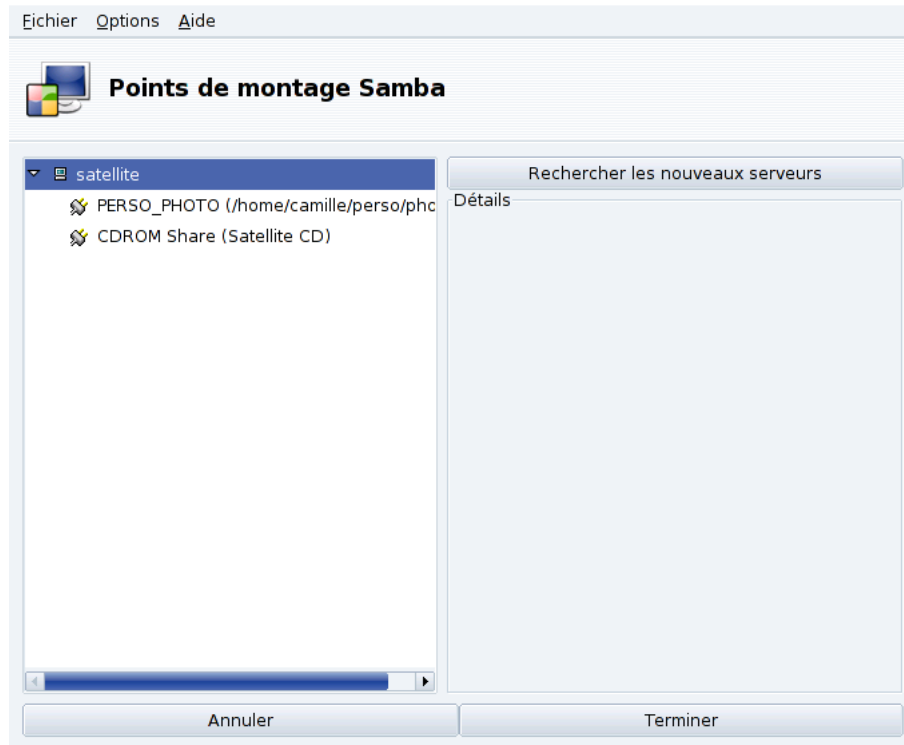 Fichier Options Aide
Points de montage Samba
satellite
PERSO_PHOTO (/home/camille/perso/phc
CDROM Share (Satellite CD)
Rechercher les nouveaux serveurs
Détails
Annuler
Terminer